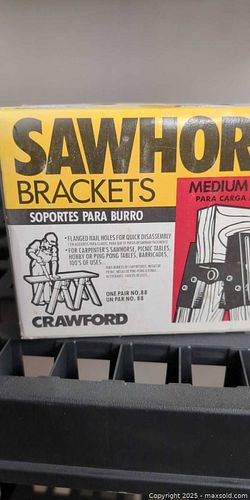 SAWHOR
BRACKETS
SOPORTES PARA BURRO
MEDIUM
PARA CARGA
• FLANGED NAIL HOLES FOR QUICK DISASSEMBLY
• FOR CARPENTER'S SAWHORSE, PICNIC TABLES,
HOBBY OR PING PONG TABLES, BARRICADES,
100'S OF USES...
ONE PAIR NO. 88
UN PAR NO. 88
CRAWFORD
Copyright © 2025 - maxsold.com